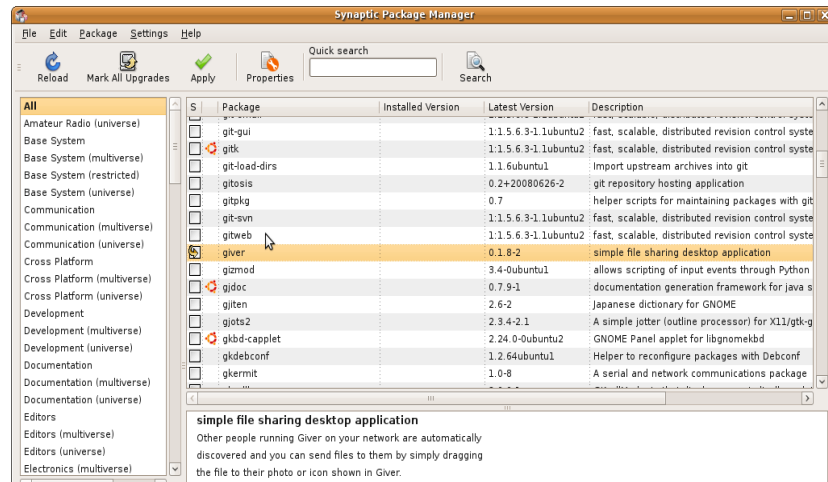 Synaptic Package Manager
File Edit Package Settings Help
Quick search
Reload Mark All Upgrades Apply Properties Search
All
Amateur Radio (universe)
Base System
Base System (multiverse)
Base System (restricted)
Base System (universe)
Communication
Communication (multiverse)
Communication (universe)
Cross Platform
Cross Platform (multiverse)
Cross Platform (universe)
Development
Development (multiverse)
Development (universe)
Documentation
Documentation (multiverse)
Documentation (universe)
Editors
Editors (multiverse)
Editors (universe)
Electronics (multiverse)
S Package Installed Version Latest Version Description
git-gui 1:1.5.6.3-1.1ubuntu2 fast, scalable, distributed revision control syste
gitk 1:1.5.6.3-1.1ubuntu2 fast, scalable, distributed revision control syste
git-load-dirs 1.1.6ubuntu1 Import upstream archives into git
gitosis 0.2+20080626-2 git repository hosting application
gitpkg 0.7 helper scripts for maintaining packages with git
git-svn 1:1.5.6.3-1.1ubuntu2 fast, scalable, distributed revision control syste
gitweb 1:1.5.6.3-1.1ubuntu2 fast, scalable, distributed revision control syste
giver 0.1.8-2 simple file sharing desktop application
gizmod 3.4-0ubuntu1 allows scripting of input events through Python
gjdoc 0.7.9-1 documentation generation framework for java s
gjiten 2.6-2 Japanese dictionary for GNOME
gjots2 2.3.4-2.1 A simple jotter (outline processor) for X11/gtk-g
gkbd-capplet 2.24.0-0ubuntu2 GNOME Panel applet for libgnomekbd
gkdebconf 1.2.64ubuntu1 Helper to reconfigure packages with Debconf
gkermit 1.0-8 A serial and network communications package
simple file sharing desktop application
Other people running Giver on your network are automatically
discovered and you can send files to them by simply dragging
the file to their photo or icon shown in Giver.